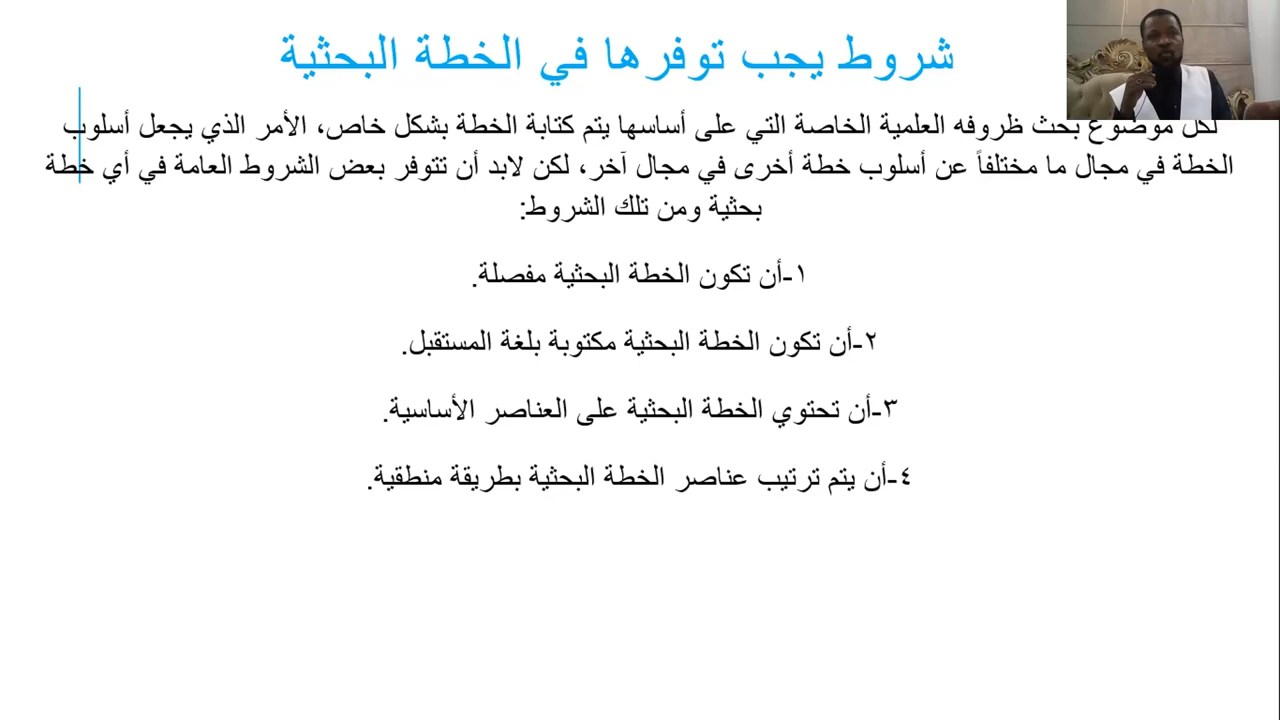 شروط يجب توفرها في الخطة البحثية
لكل موضوع بحث ظروفه العلمية الخاصة التي على أساسها يتم كتابة الخطة بشكل خاص، الأمر الذي يجعل أسلوب
الخطة في مجال ما مختلفاً عن أسلوب خطة أخرى في مجال آخر، لكن لابد أن تتوفر بعض الشروط العامة في أي خطة
بحثية ومن تلك الشروط:
١-أن تكون الخطة البحثية مفصلة.
٢-أن تكون الخطة البحثية مكتوبة بلغة المستقبل.
٣-أن تحتوي الخطة البحثية على العناصر الأساسية.
٤-أن يتم ترتيب عناصر الخطة البحثية بطريقة منطقية.